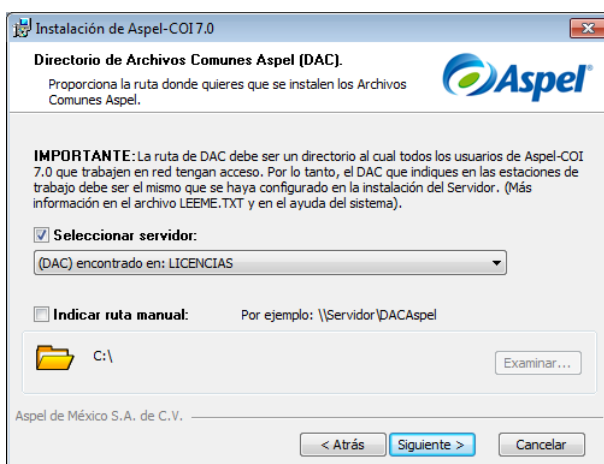 Instalación de Aspel-COI 7.0
Directorio de Archivos Comunes Aspel (DAC).
Proporciona la ruta donde quieres que se instalen los Archivos
Comunes Aspel.
Aspel
IMPORTANTE: La ruta de DAC debe ser un directorio al cual todos los usuarios de Aspel-COI
7.0 que trabajen en red tengan acceso. Por lo tanto, el DAC que indiques en las estaciones de
trabajo debe ser el mismo que se haya configurado en la instalación del Servidor. (Más
información en el archivo LEEME.TXT y en el ayuda del sistema).
Seleccionar servidor:
(DAC) encontrado en: LICENCIAS
Indicar ruta manual: Por ejemplo: \\Servidor\DACAspel
C:\
Examinar...
Aspel de México S.A. de C.V.
< Atrás Siguiente > Cancelar